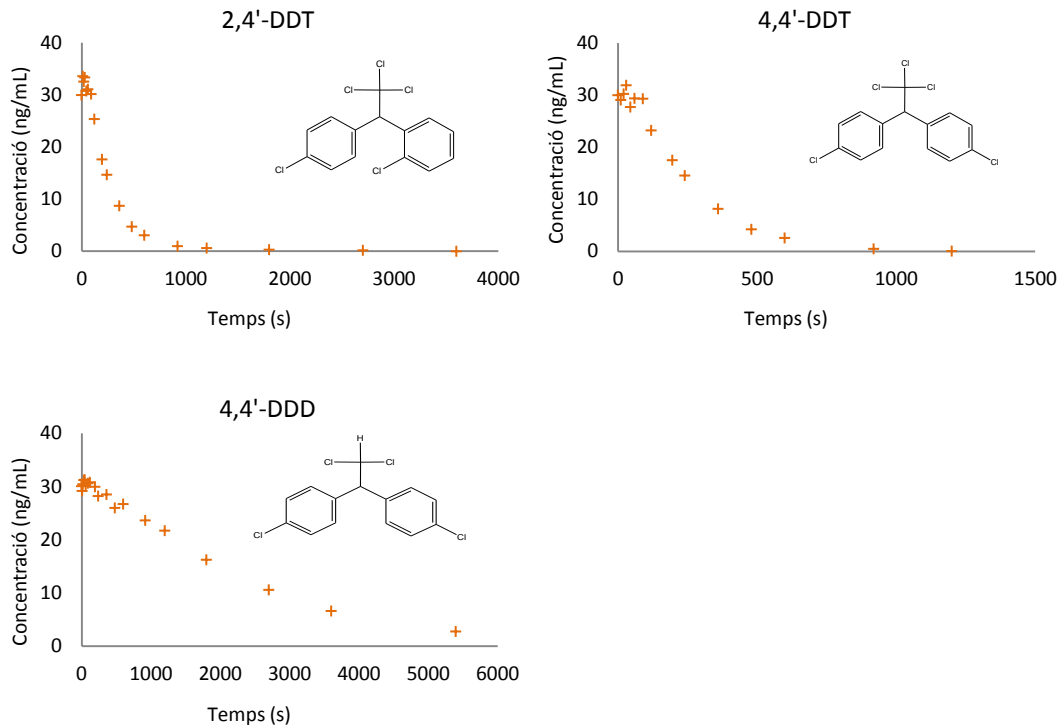 2,4'-DDT
40
30
20
10
0
0 1000 2000 3000 4000
Concentració (ng/mL)
Temps (s)
Cl
Cl Cl
Cl Cl
4,4'-DDT
40
30
20
10
0
0 500 1000 1500
Concentració (ng/mL)
Temps (s)
Cl
Cl Cl
Cl Cl
4,4'-DDD
40
30
20
10
0
0 1000 2000 3000 4000 5000 6000
Concentració (ng/mL)
Temps (s)
H
Cl Cl
Cl Cl